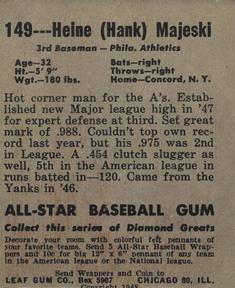 149---Heine (Hank) Majeski
3rd Baseman - Phila. Athletics
Age—32 Bats—right
Ht.-5' 9" Throws—right
Wgt.—180 lbs. Home—Concord, N. Y.
Hot corner man for the A's. Estab-
lished new Major league high in '47
for expert defense at third. Set great
mark of .988. Couldn't top own rec-
ord last year, but his .975 was 2nd
in League. A .454 clutch slugger as
well, 5th in the American league in
runs batted in—120. Came from the
Yanks in '46.
ALL-STAR BASEBALL GUM
Collect this series of Diamond Greats
Decorate your room with colorful felt pennants of
your favorite teams. Send 5 All-Star Baseball Wrap-
pers and 10c for big 12" x 6" pennant of any team
in the American league or the National league.
Send Wrappers and Coin to
LEAF GUM CO. Box 5907 CHICAGO 80, ILL.
Copyright 1948